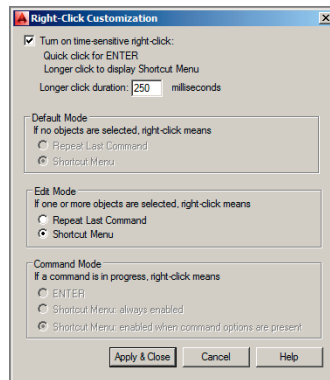 Right-Click Customization
Turn on time-sensitive right-click:
Quick click for ENTER
Longer click to display Shortcut Menu
Longer click duration: 250 milliseconds
Default Mode
If no objects are selected, right-click means
Repeat Last Command
Shortcut Menu
Edit Mode
If one or more objects are selected, right-click means
Repeat Last Command
Shortcut Menu
Command Mode
If a command is in progress, right-click means
ENTER
Shortcut Menu: always enabled
Shortcut Menu: enabled when command options are present
Apply & Close Cancel Help